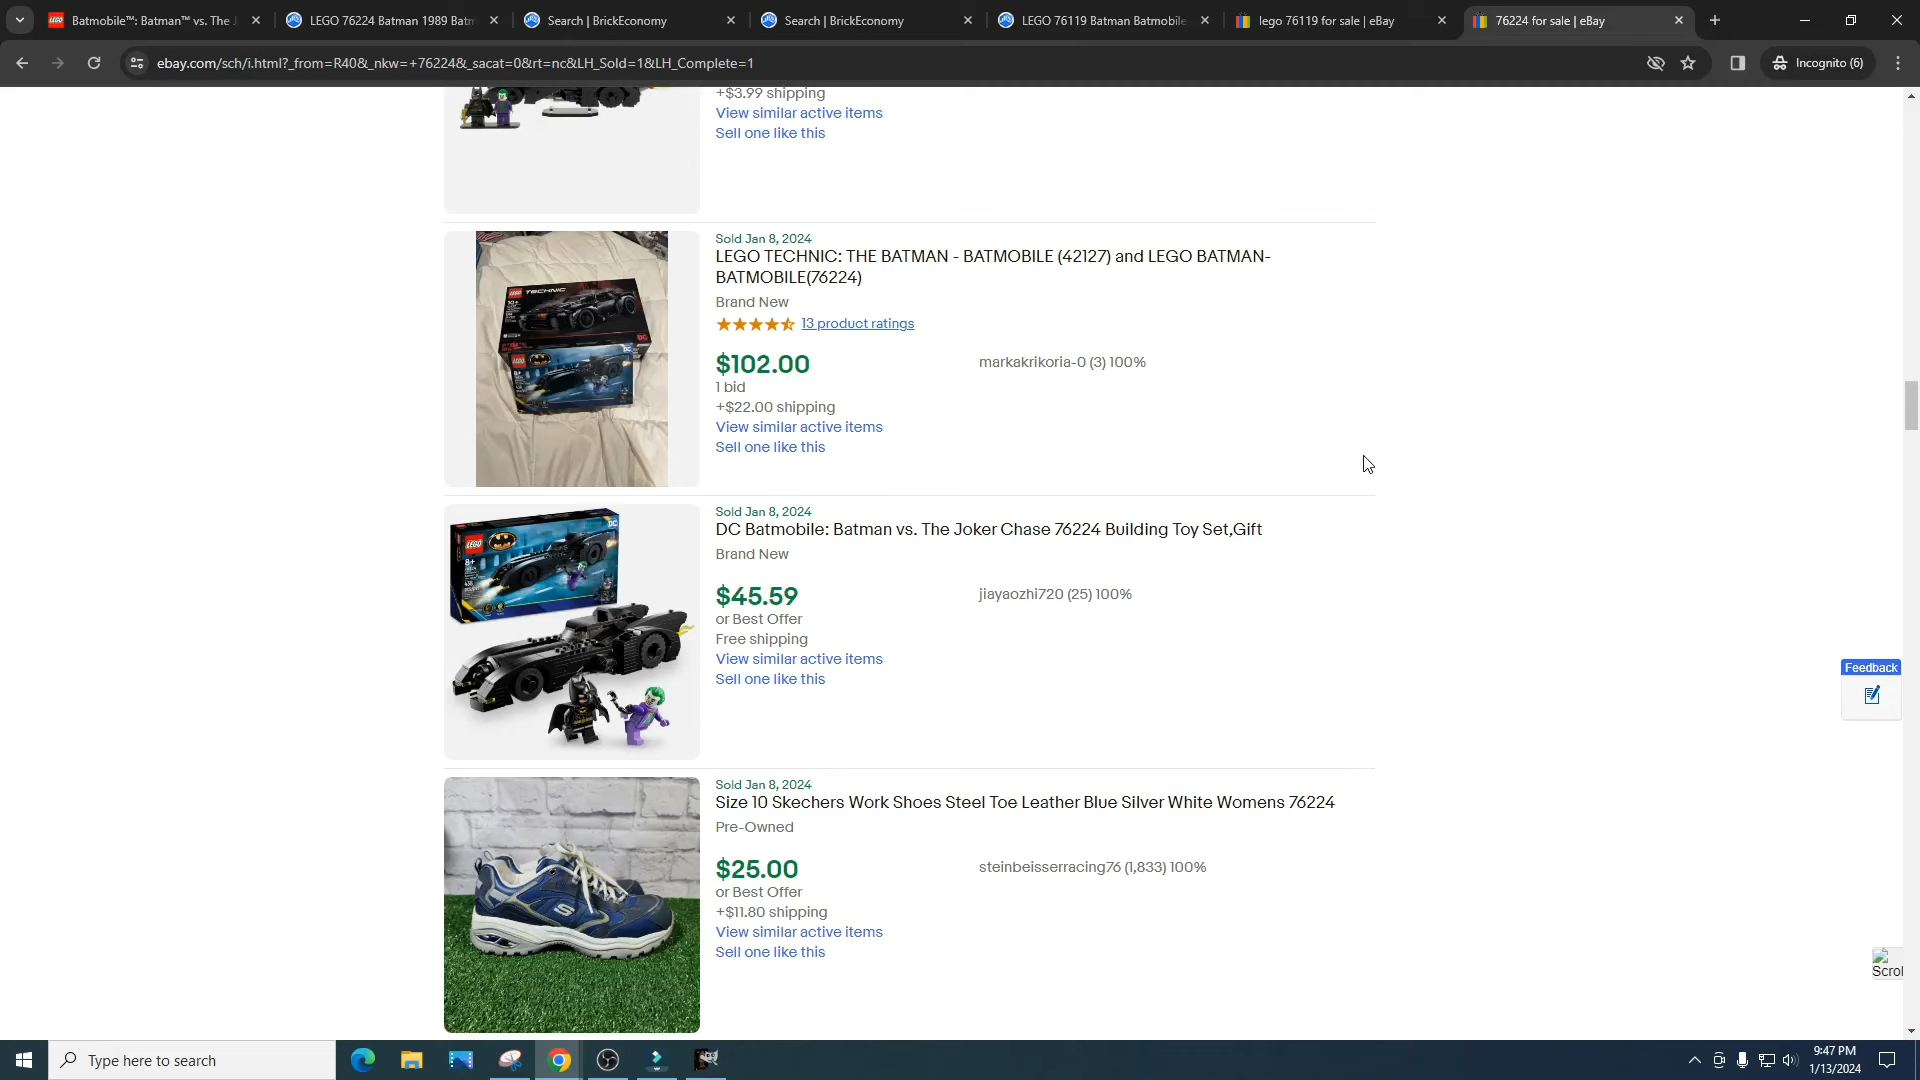 Batmobile™: Batman™ vs. The J
LEGO 76224 Batman 1989 Batm
Search | BrickEconomy
Search | BrickEconomy
LEGO 76119 Batman Batmobile
lego 76119 for sale | eBay
76224 for sale | eBay
ebay.com/sch/i.html?_from=R40&_nkw=+76224&_sacat=0&rt=nc&LH_Sold=1&LH_Complete=1
Incognito (6)
+$3.99 shipping
View similar active items
Sell one like this
Sold Jan 8, 2024
LEGO TECHNIC: THE BATMAN - BATMOBILE (42127) and LEGO BATMAN-
BATMOBILE(76224)
Brand New
13 product ratings
$102.00
markakrikoria-0 (3) 100%
1 bid
+$22.00 shipping
View similar active items
Sell one like this
LEGO TECHNIC
10+
LEGO
Sold Jan 8, 2024
DC Batmobile: Batman vs. The Joker Chase 76224 Building Toy Set,Gift
Brand New
$45.59
jiayaozhi720 (25) 100%
or Best Offer
Free shipping
View similar active items
Sell one like this
LEGO
DC
8+
Sold Jan 8, 2024
Size 10 Skechers Work Shoes Steel Toe Leather Blue Silver White Womens 76224
Pre-Owned
$25.00
steinbeisserracing76 (1,833) 100%
or Best Offer
+$11.80 shipping
View similar active items
Sell one like this
Feedback
Scrol
Type here to search
9:47 PM
1/13/2024